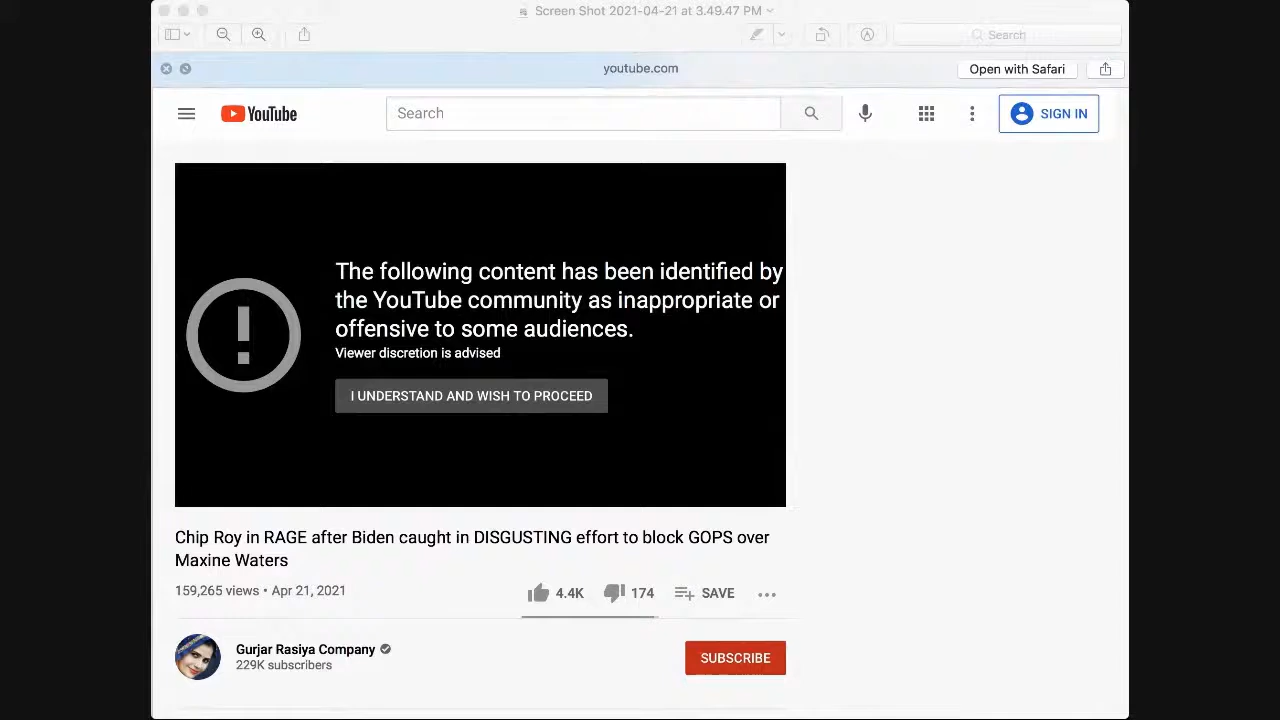 Screen Shot 2021-04-21 at 3.49.47 PM
Search
youtube.com
Open with Safari
YouTube
Search
SIGN IN
The following content has been identified by
the YouTube community as inappropriate or
offensive to some audiences.
Viewer discretion is advised
I UNDERSTAND AND WISH TO PROCEED
Chip Roy in RAGE after Biden caught in DISGUSTING effort to block GOPS over
Maxine Waters
159,265 views • Apr 21, 2021
4.4K
174
SAVE
Gurjar Rasiya Company
229K subscribers
SUBSCRIBE